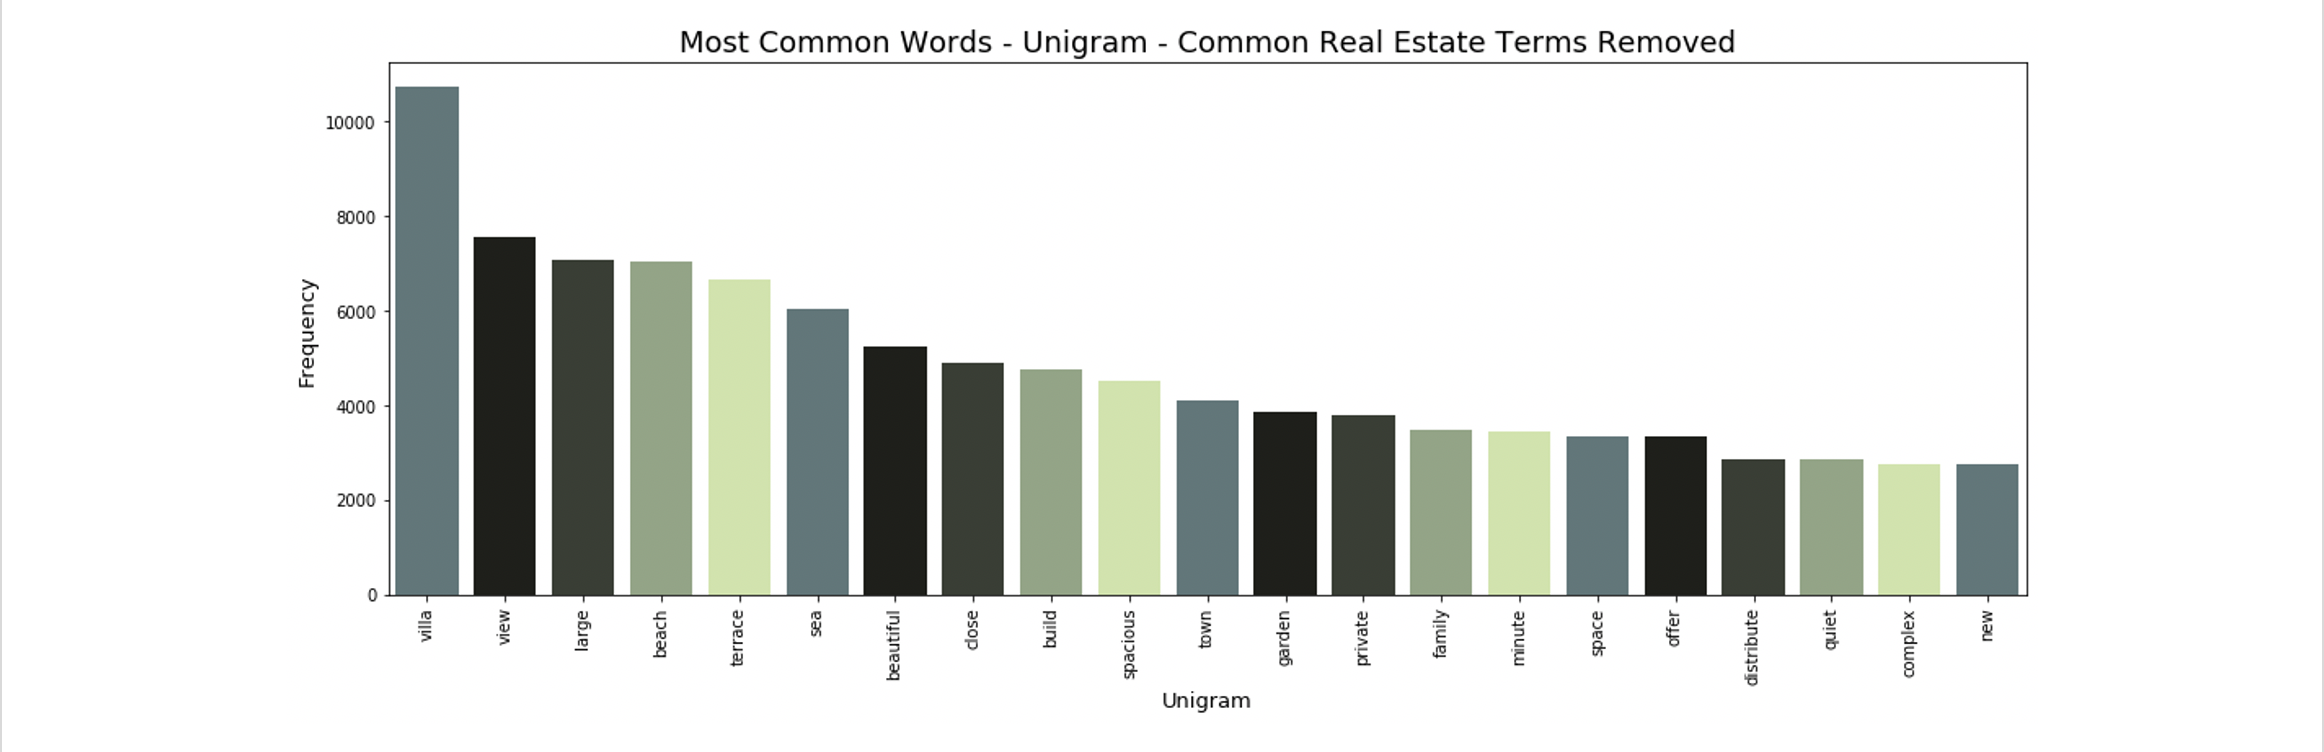 Most Common Words - Unigram - Common Real Estate Terms Removed
Frequency
10000
8000
6000
4000
2000
0
villa
view
large
beach
terrace
sea
beautiful
close
build
spacious
town
garden
private
family
minute
space
offer
distribute
quiet
complex
new
Unigram